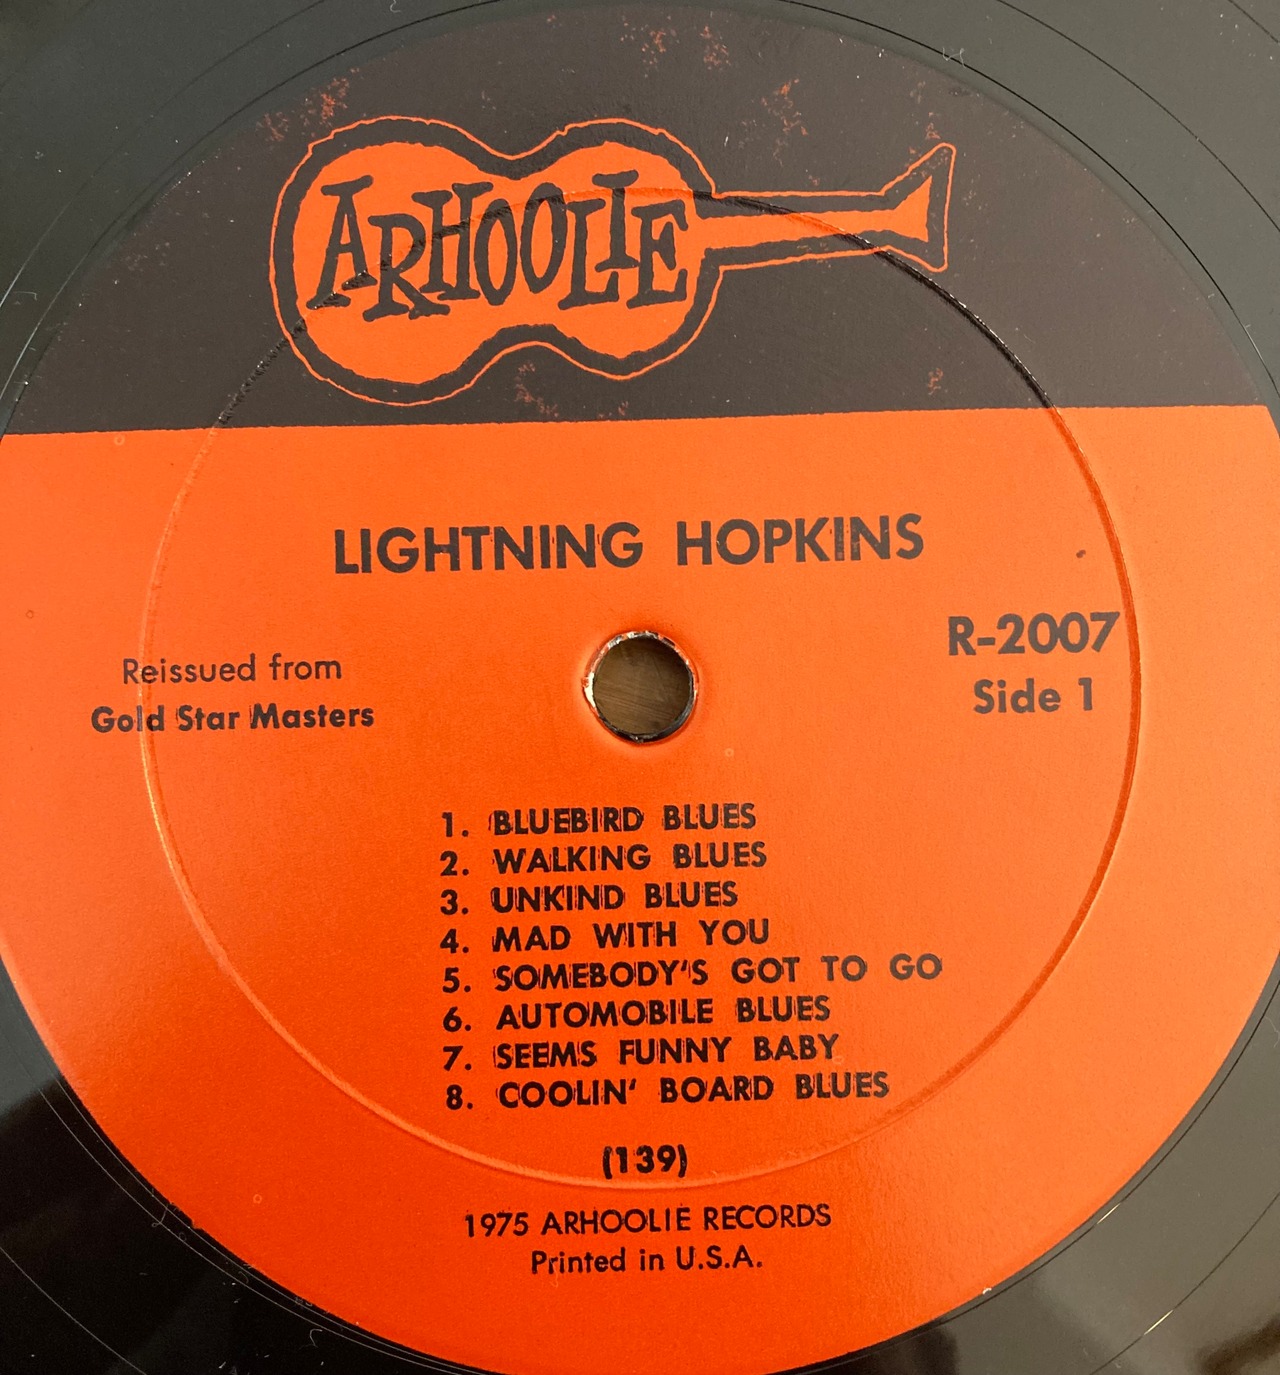 ARHOOLIE
LIGHTNING HOPKINS
R-2007
Side 1
Reissued from
Gold Star Masters
1. BLUEBIRD BLUES
2. WALKING BLUES
3. UNKIND BLUES
4. MAD WITH YOU
5. SOMEBODY'S GOT TO GO
6. AUTOMOBILE BLUES
7. SEEMS FUNNY BABY
8. COOLIN' BOARD BLUES
(139)
1975 ARHOOLIE RECORDS
Printed in U.S.A.